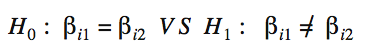 H₀ : βᵢ₁ = βᵢ₂ VS H₁ : βᵢ₁ ≠ βᵢ₂